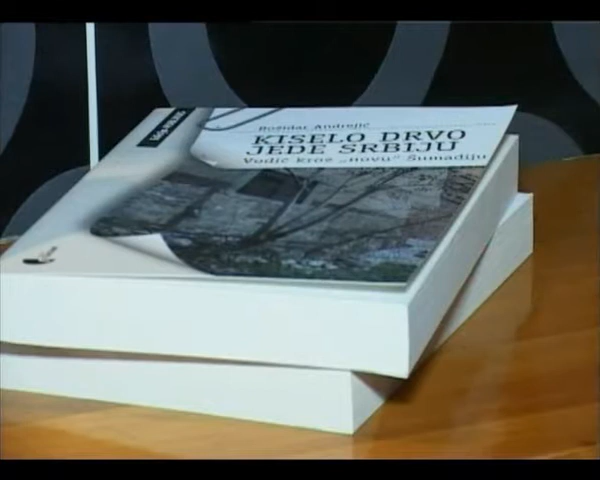 Božidar Andrejić
KISELO DRVO
JEDE SRBIJU
Vodič kroz „novu“ Šumadiju